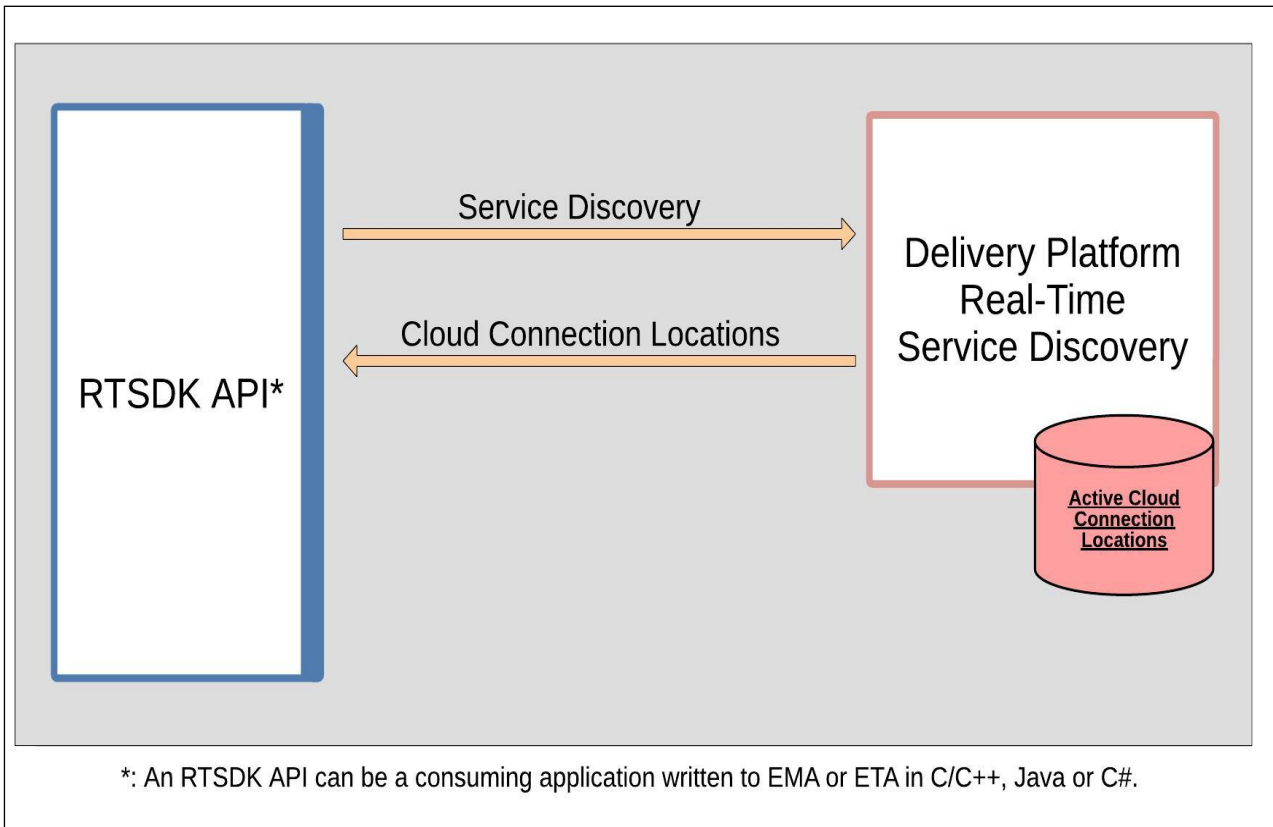 Service Discovery
Cloud Connection Locations
RTSDK API*
Delivery Platform
Real-Time
Service Discovery
Active Cloud
Connection
Locations
*: An RTSDK API can be a consuming application written to EMA or ETA in C/C++, Java or C#.